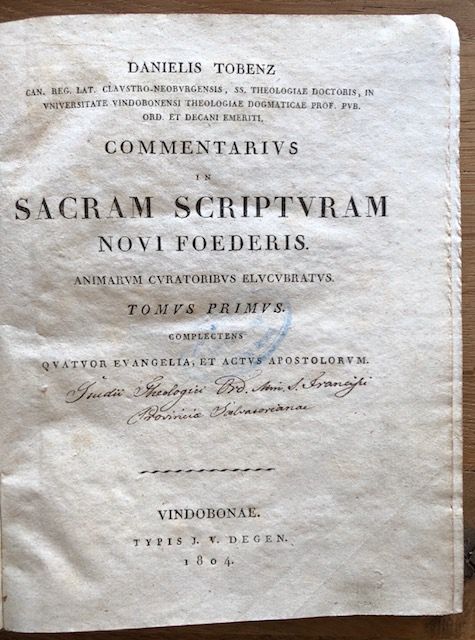 DANIELIS TOBENZ
CAN. REG. LAT. CLAVSTRO-NEOBVRGENSIS, SS. THEOLOGIAE DOCTORIS, IN
VNIVERSITATE VINDOBONENSI THEOLOGIAE DOGMATICAE PROF. PVB.
ORD. ET DECANI EMERITI,
COMMENTARIVS
IN
SACRAM SCRIPTVRAM
NOVI FOEDERIS.
ANIMARVM CVRATORIBVS ELVCVBRATVS.
TOMVS PRIMVS.
COMPLECTENS
QVATVOR EVANGELIA, ET ACTVS APOSTOLORVM.
Studii Theologici Ord. Min. S. Francisci
Provinciae Salvatorianae
VINDOBONAE.
TYPIS J. V. DEGEN.
1804.